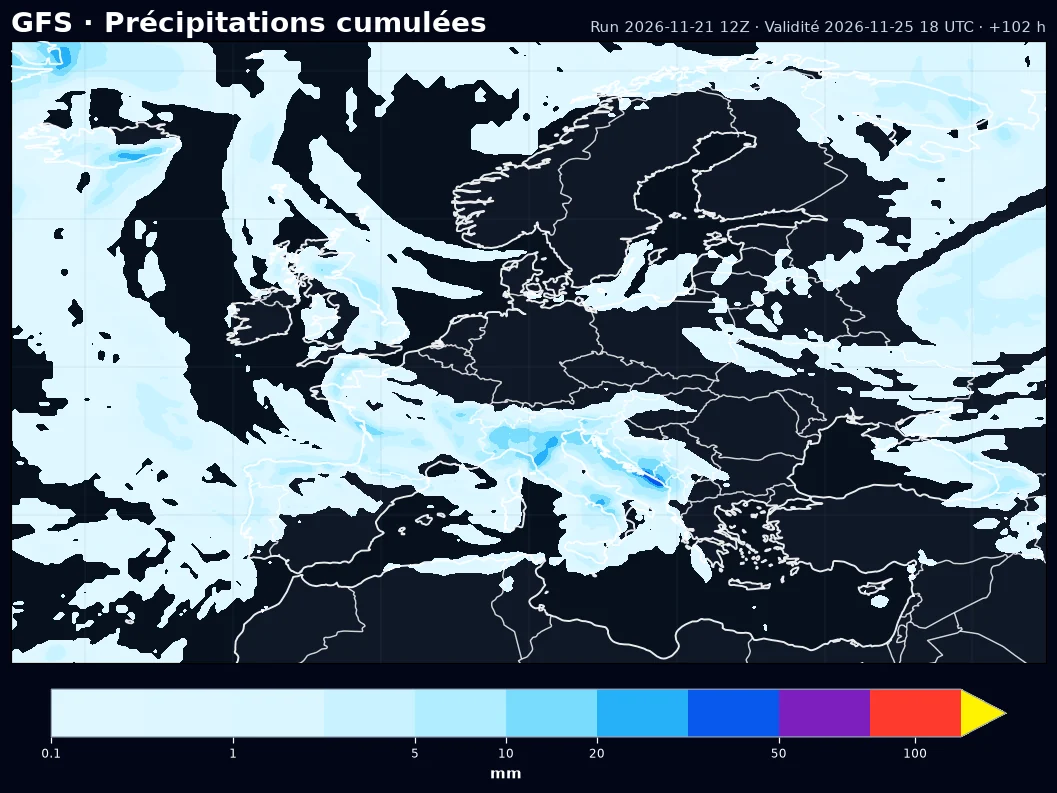 GFS · Précipitations cumulées
Run 2026-11-21 12Z · Validité 2026-11-25 18 UTC · +102 h
0.1 1 5 10 20 50 100
mm